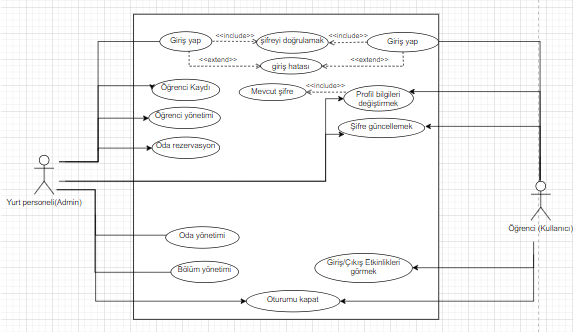 Giriş yap
<<include>>
şifreyi doğrulamak
<<include>>
Giriş yap
<<extend>>
<<extend>>
giriş hatası
Öğrenci Kaydı
Mevcut şifre
<<include>>
Profil bilgileri
değiştirmek
Öğrenci yönetimi
Şifre güncellemek
Oda rezervasyon
Yurt personeli(Admin)
Öğrenci (Kullanıcı)
Oda yönetimi
Giriş/Çıkış Etkinlikleri
görmek
Bölüm yönetimi
Oturumu kapat